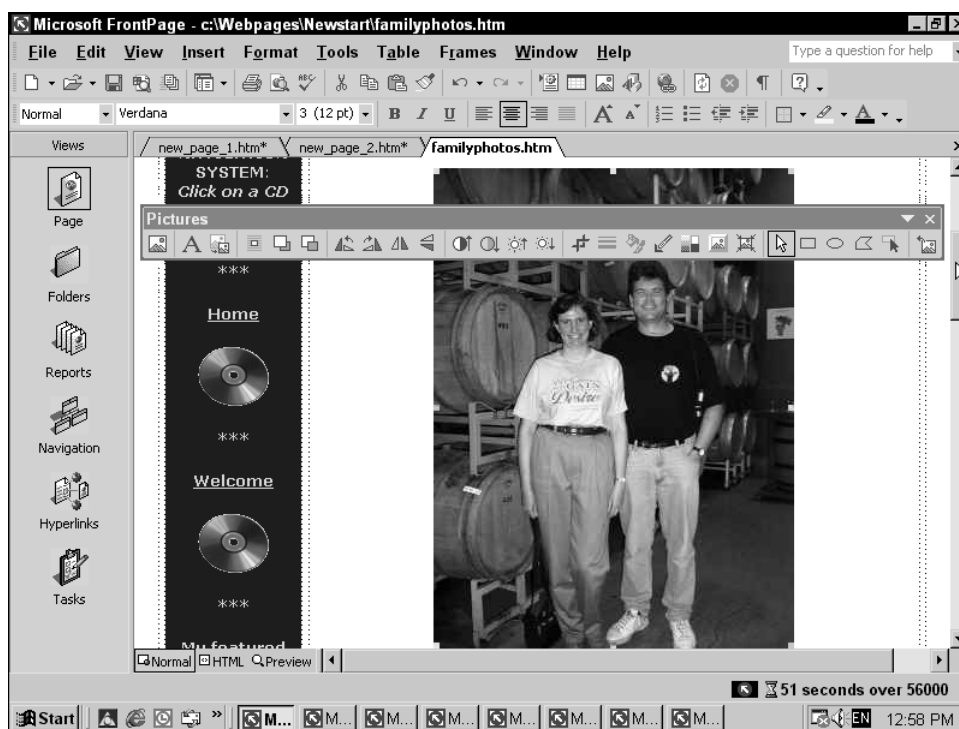 Microsoft FrontPage - c:\Webpages\Newstart\familyphotos.htm
File Edit View Insert Format Tools Table Frames Window Help
Type a question for help
Normal Verdana 3 (12 pt) B I U A A A
Views
new_page_1.htm* new_page_2.htm* familyphotos.htm
Page
Folders
Reports
Navigation
Hyperlinks
Tasks
SYSTEM:
Click on a CD
Pictures
A
***
Home
***
Welcome
***
My featured
Desire
Normal HTML Preview
51 seconds over 56000
Start » M... M... M... M... M... M... M... M... EN 12:58 PM